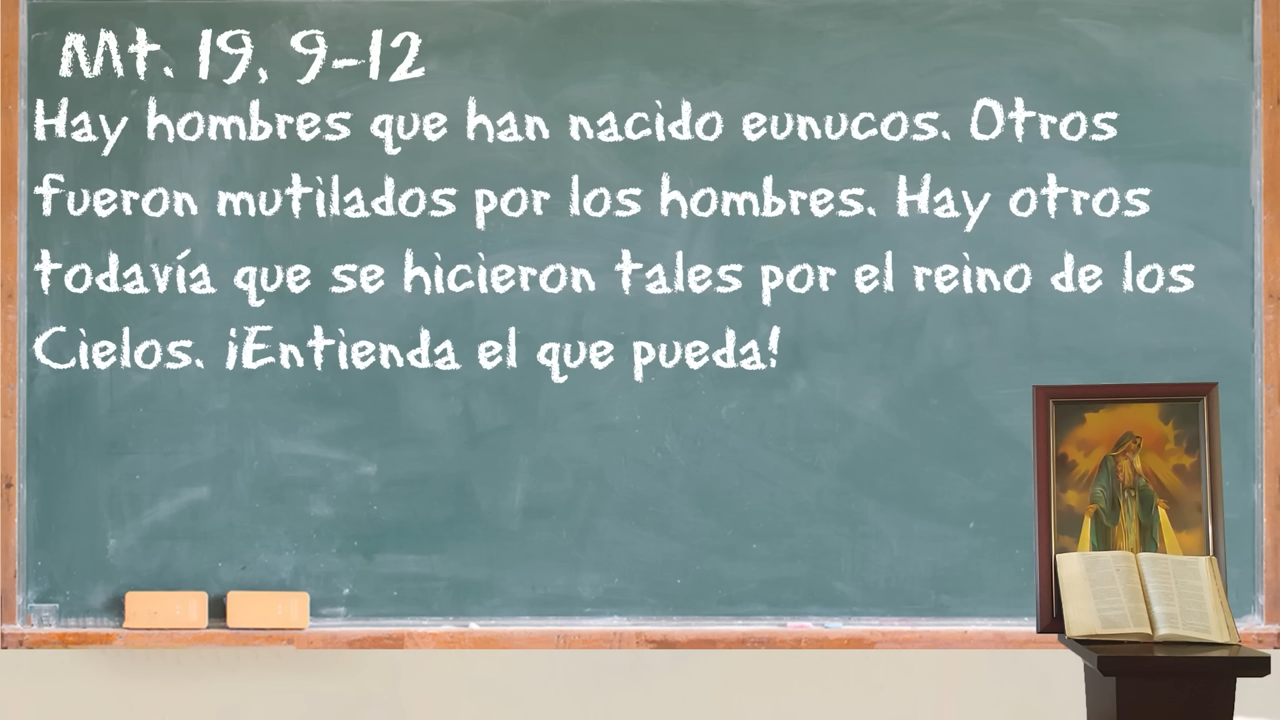 Mt. 19, 9-12
Hay hombres que han nacido eunucos. Otros
fueron mutilados por los hombres. Hay otros
todavía que se hicieron tales por el reino de los
Cielos. ¡Entienda el que pueda!